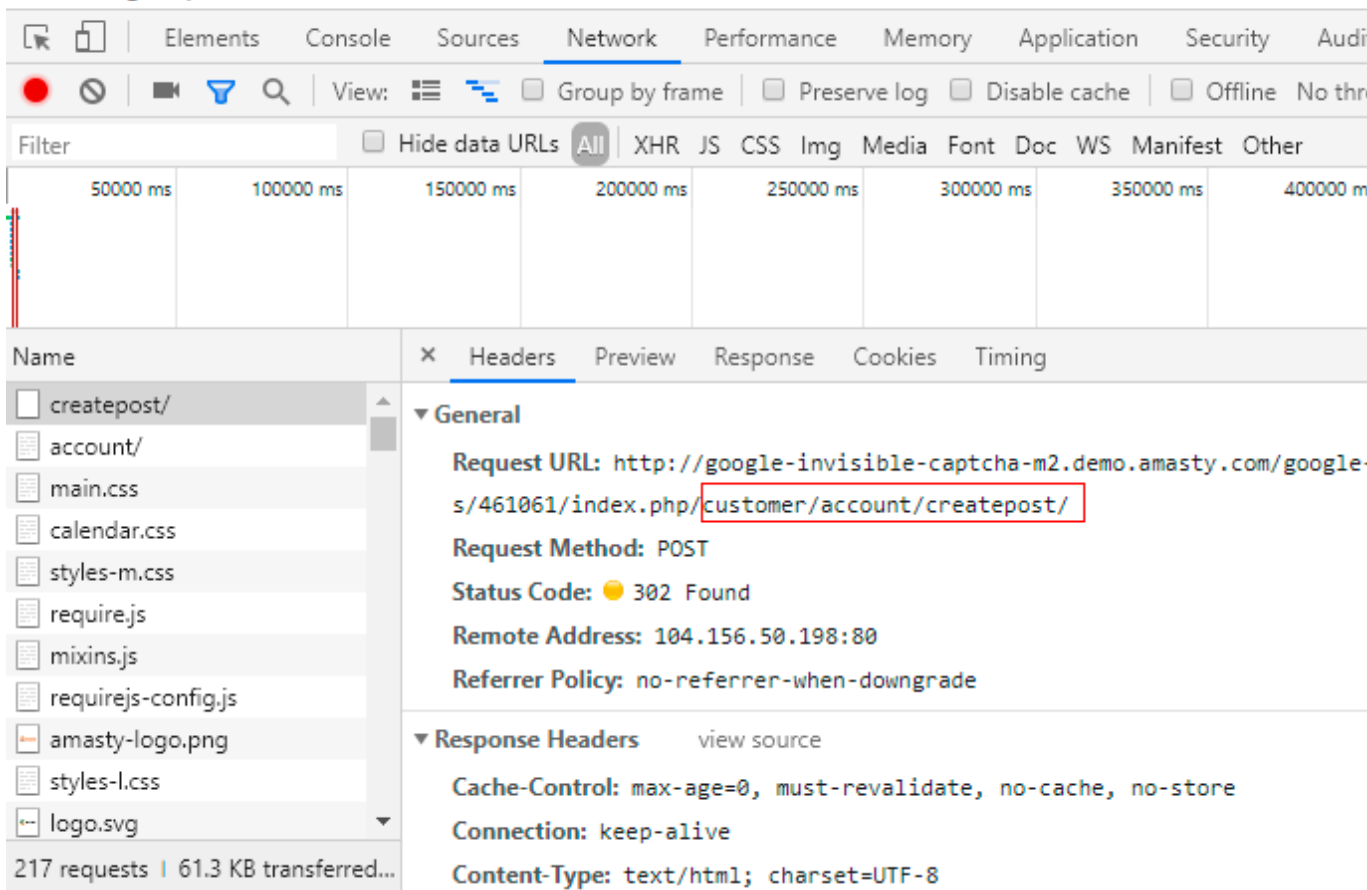 Elements Console Sources Network Performance Memory Application Security Audi
View: Group by frame Preserve log Disable cache Offline No thr
Filter Hide data URLs All XHR JS CSS Img Media Font Doc WS Manifest Other
50000 ms 100000 ms 150000 ms 200000 ms 250000 ms 300000 ms 350000 ms 400000 m
Name × Headers Preview Response Cookies Timing
createpost/
account/
main.css
calendar.css
styles-m.css
require.js
mixins.js
requirejs-config.js
amasty-logo.png
styles-l.css
logo.svg
217 requests | 61.3 KB transferred...
General
Request URL: http://google-invisible-captcha-m2.demo.amasty.com/google-
s/461061/index.php/customer/account/createpost/
Request Method: POST
Status Code: 302 Found
Remote Address: 104.156.50.198:80
Referrer Policy: no-referrer-when-downgrade
Response Headers view source
Cache-Control: max-age=0, must-revalidate, no-cache, no-store
Connection: keep-alive
Content-Type: text/html; charset=UTF-8